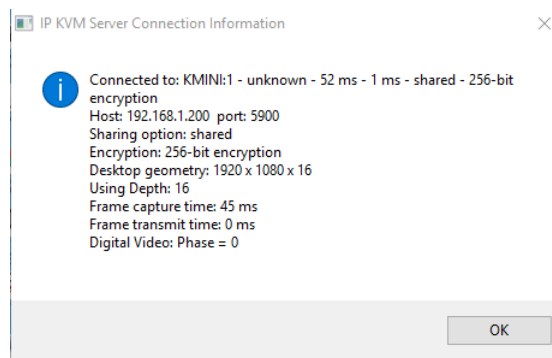 IP KVM Server Connection Information
Connected to: KMINI:1 - unknown - 52 ms - 1 ms - shared - 256-bit
encryption
Host: 192.168.1.200  port: 5900
Sharing option: shared
Encryption: 256-bit encryption
Desktop geometry: 1920 x 1080 x 16
Using Depth: 16
Frame capture time: 45 ms
Frame transmit time: 0 ms
Digital Video: Phase = 0
OK